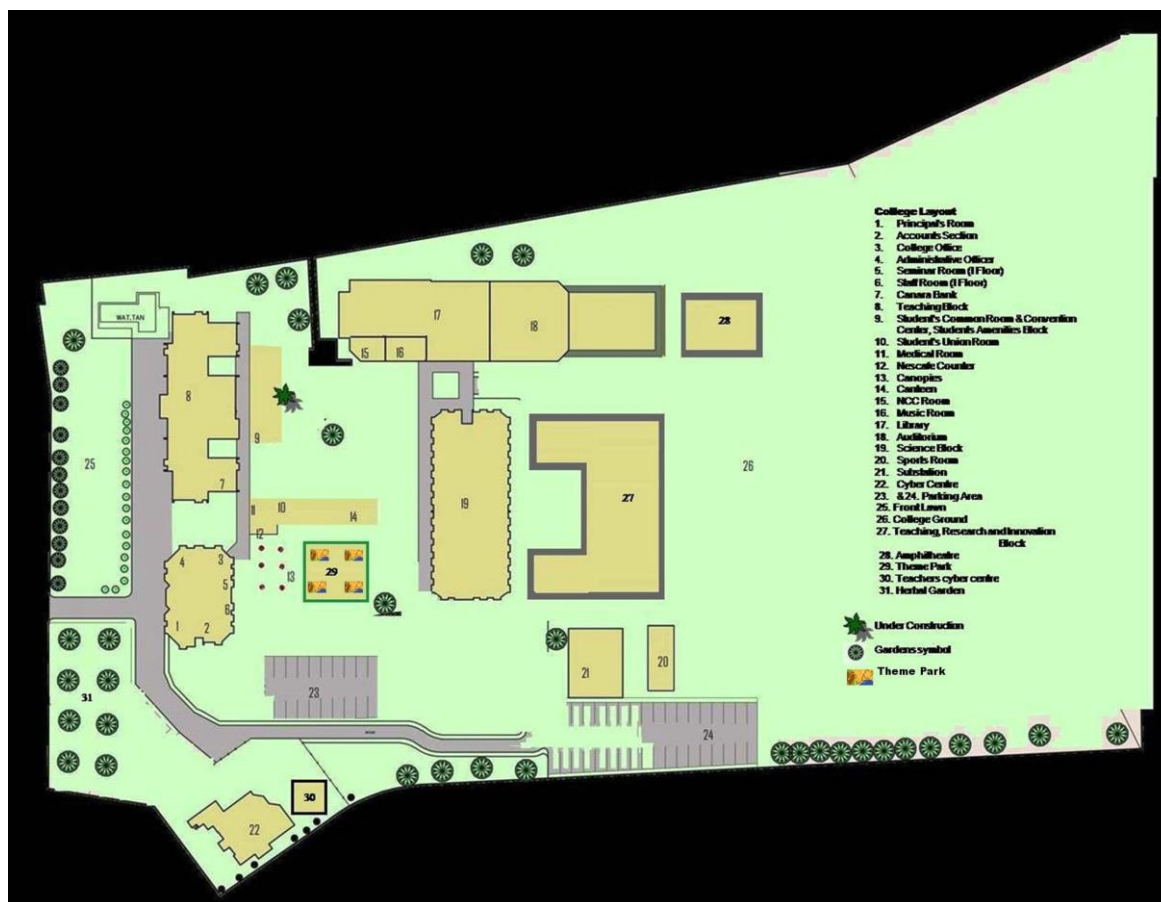 WAT.TAN
17
18
28
15
16
8
9
25
7
19
27
26
11
10
14
12
4
3
13
29
5
6
1
2
21
20
31
23
24
30
22
College Layout
1. Principal's Room
2. Accounts Section
3. College Office
4. Administrative Officer
5. Seminar Room (I Floor)
6. Staff Room (I Floor)
7. Canara Bank
8. Teaching Block
9. Student's Common Room & Convention
Center, Students Amenities Block
10. Student's Union Room
11. Medical Room
12. Nescafe Counter
13. Canopies
14. Canteen
15. NCC Room
16. Music Room
17. Library
18. Auditorium
19. Science Block
20. Sports Room
21. Substation
22. Cyber Centre
23. &24. Parking Area
25. Front Lawn
26. College Ground
27. Teaching, Research and Innovation
Block
28. Amphitheatre
29. Theme Park
30. Teachers cyber centre
31. Herbal Garden
Under Construction
Gardens symbol
Theme Park